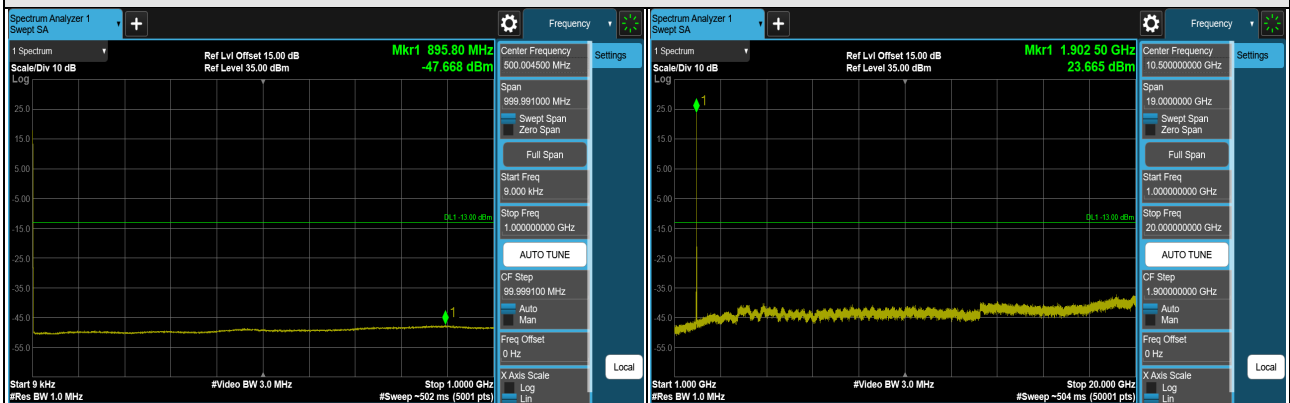 Spectrum Analyzer 1
Swept SA
+
Frequency
1 Spectrum
Scale/Div 10 dB
Log
Ref Lvl Offset 15.00 dB
Ref Level 35.00 dBm
Mkr1 895.80 MHz
-47.668 dBm
25.0
15.0
5.00
-5.00
-15.0
-25.0
-35.0
-45.0
-55.0
1
DL1 -13.00 dBm
Start 9 kHz
#Res BW 1.0 MHz
#Video BW 3.0 MHz
Stop 1.0000 GHz
#Sweep ~502 ms (5001 pts)
Center Frequency
500.004500 MHz
Settings
Span
999.991000 MHz
Swept Span
Zero Span
Full Span
Start Freq
9.000 kHz
Stop Freq
1.000000000 GHz
AUTO TUNE
CF Step
99.999100 MHz
Auto
Man
Freq Offset
0 Hz
X Axis Scale
Log
Lin
Local
Spectrum Analyzer 1
Swept SA
+
Frequency
1 Spectrum
Scale/Div 10 dB
Log
Ref Lvl Offset 15.00 dB
Ref Level 35.00 dBm
Mkr1 1.902 50 GHz
23.665 dBm
25.0
15.0
5.00
-5.00
-15.0
-25.0
-35.0
-45.0
-55.0
1
DL1 -13.00 dBm
Start 1.000 GHz
#Res BW 1.0 MHz
#Video BW 3.0 MHz
Stop 20.000 GHz
#Sweep ~504 ms (50001 pts)
Center Frequency
10.500000000 GHz
Settings
Span
19.0000000 GHz
Swept Span
Zero Span
Full Span
Start Freq
1.000000000 GHz
Stop Freq
20.000000000 GHz
AUTO TUNE
CF Step
1.900000000 GHz
Auto
Man
Freq Offset
0 Hz
X Axis Scale
Log
Lin
Local